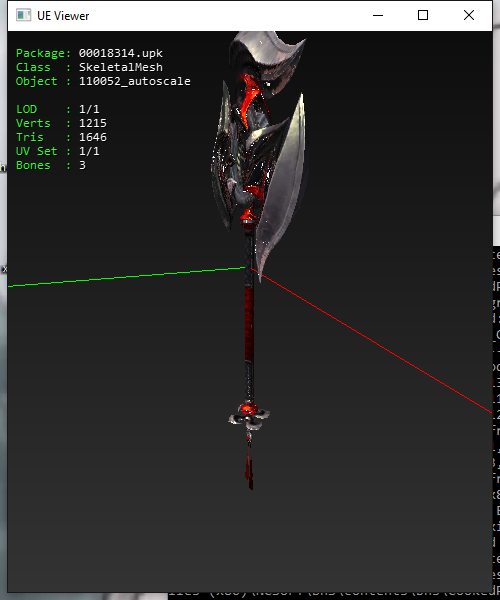 UE Viewer
Package: 00018314.upk
Class : SkeletalMesh
Object : 110052_autoscale
LOD : 1/1
Verts : 1215
Tris : 1646
UV Set : 1/1
Bones : 3